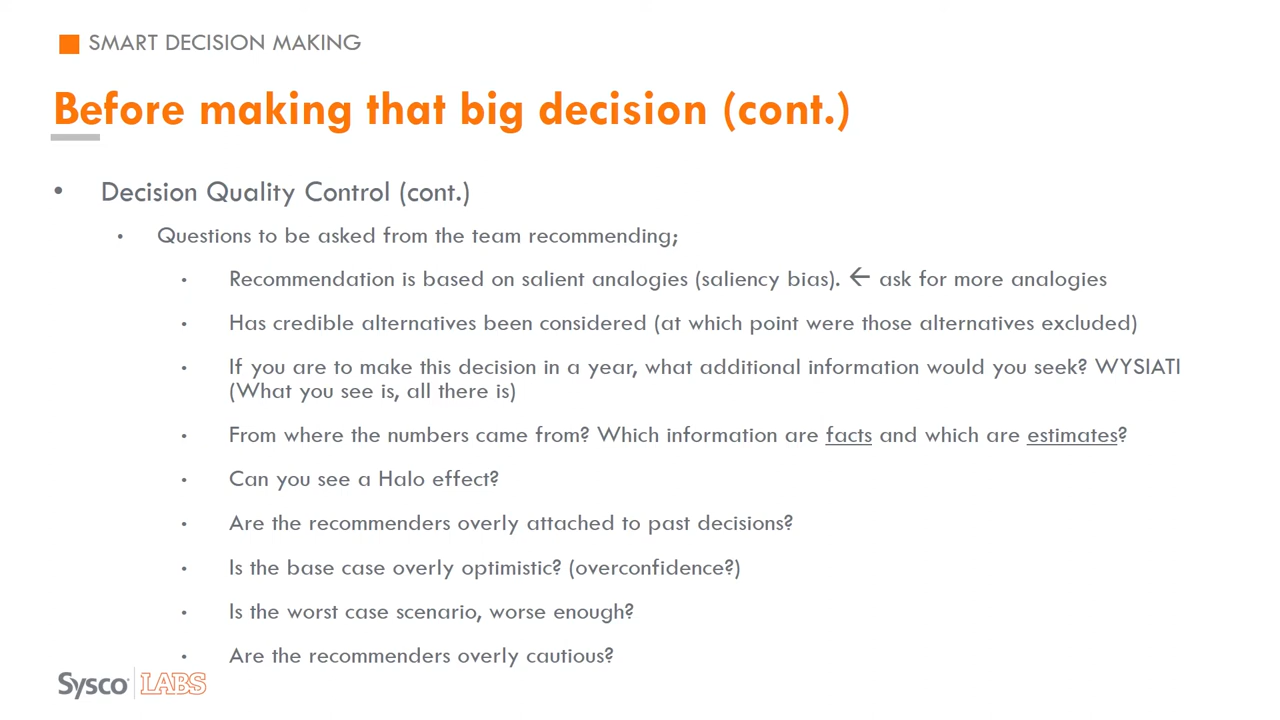 SMART DECISION MAKING
Before making that big decision (cont.)
• Decision Quality Control (cont.)
• Questions to be asked from the team recommending;
• Recommendation is based on salient analogies (saliency bias). ← ask for more analogies
• Has credible alternatives been considered (at which point were those alternatives excluded)
• If you are to make this decision in a year, what additional information would you seek? WYSIATI
(What you see is, all there is)
• From where the numbers came from? Which information are facts and which are estimates?
• Can you see a Halo effect?
• Are the recommenders overly attached to past decisions?
• Is the base case overly optimistic? (overconfidence?)
• Is the worst case scenario, worse enough?
• Are the recommenders overly cautious?
Sysco LABS